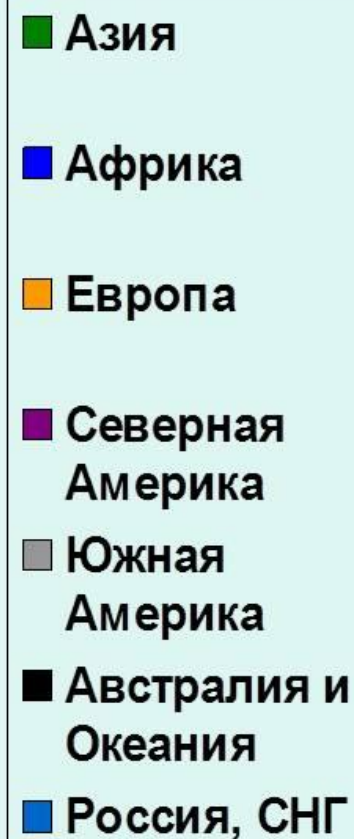 Азия
Африка
Европа
Северная
Америка
Южная
Америка
Австралия и
Океания
Россия, СНГ